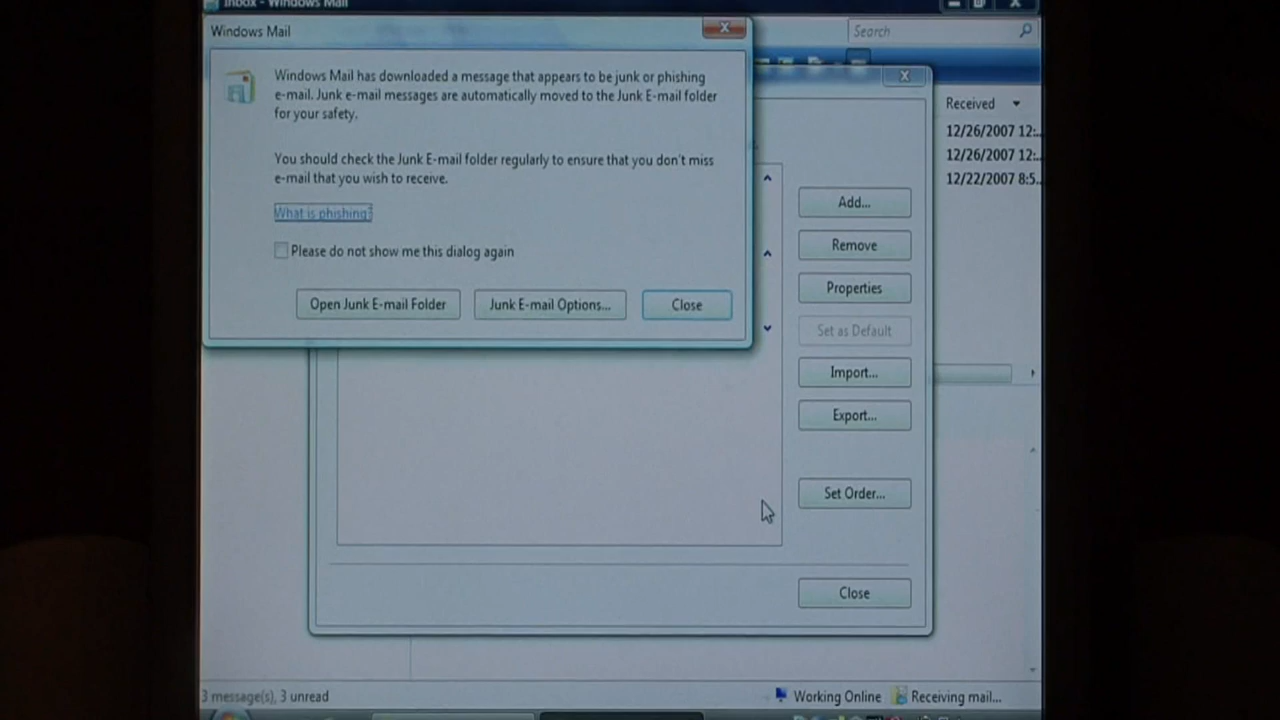 Inbox - Windows Mail
Windows Mail
Search
Windows Mail has downloaded a message that appears to be junk or phishing
e-mail. Junk e-mail messages are automatically moved to the Junk E-mail folder
for your safety.
You should check the Junk E-mail folder regularly to ensure that you don't miss
e-mail that you wish to receive.
What is phishing?
Please do not show me this dialog again
Open Junk E-mail Folder
Junk E-mail Options...
Close
Received
12/26/2007 12:...
12/26/2007 12:...
12/22/2007 8:5...
Add...
Remove
Properties
Set as Default
Import...
Export...
Set Order...
Close
3 message(s), 3 unread
Working Online
Receiving mail...